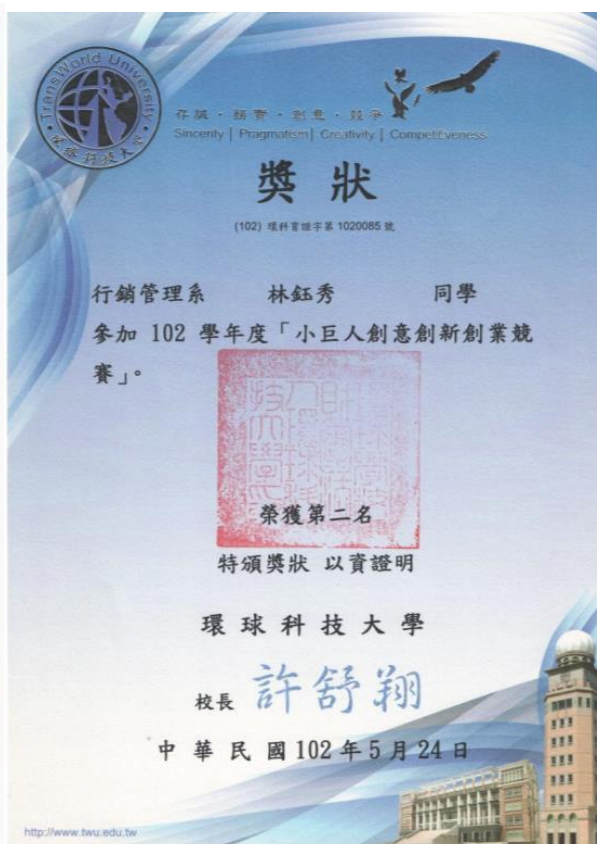 TransWorld University
環球科技大學
存誠·務實·創意·競爭
Sincerity | Pragmatism | Creativity | Competitiveness
獎 狀
(102) 環科育證字第 1020085 號
行銷管理系 林鈺秀 同學
參加 102 學年度「小巨人創意創新創業競
賽」。
榮獲第二名
特頒獎狀 以資證明
環 球 科 技 大 學
校長 許舒翔
中 華 民 國 102 年 5 月 24 日
http://www.twu.edu.tw